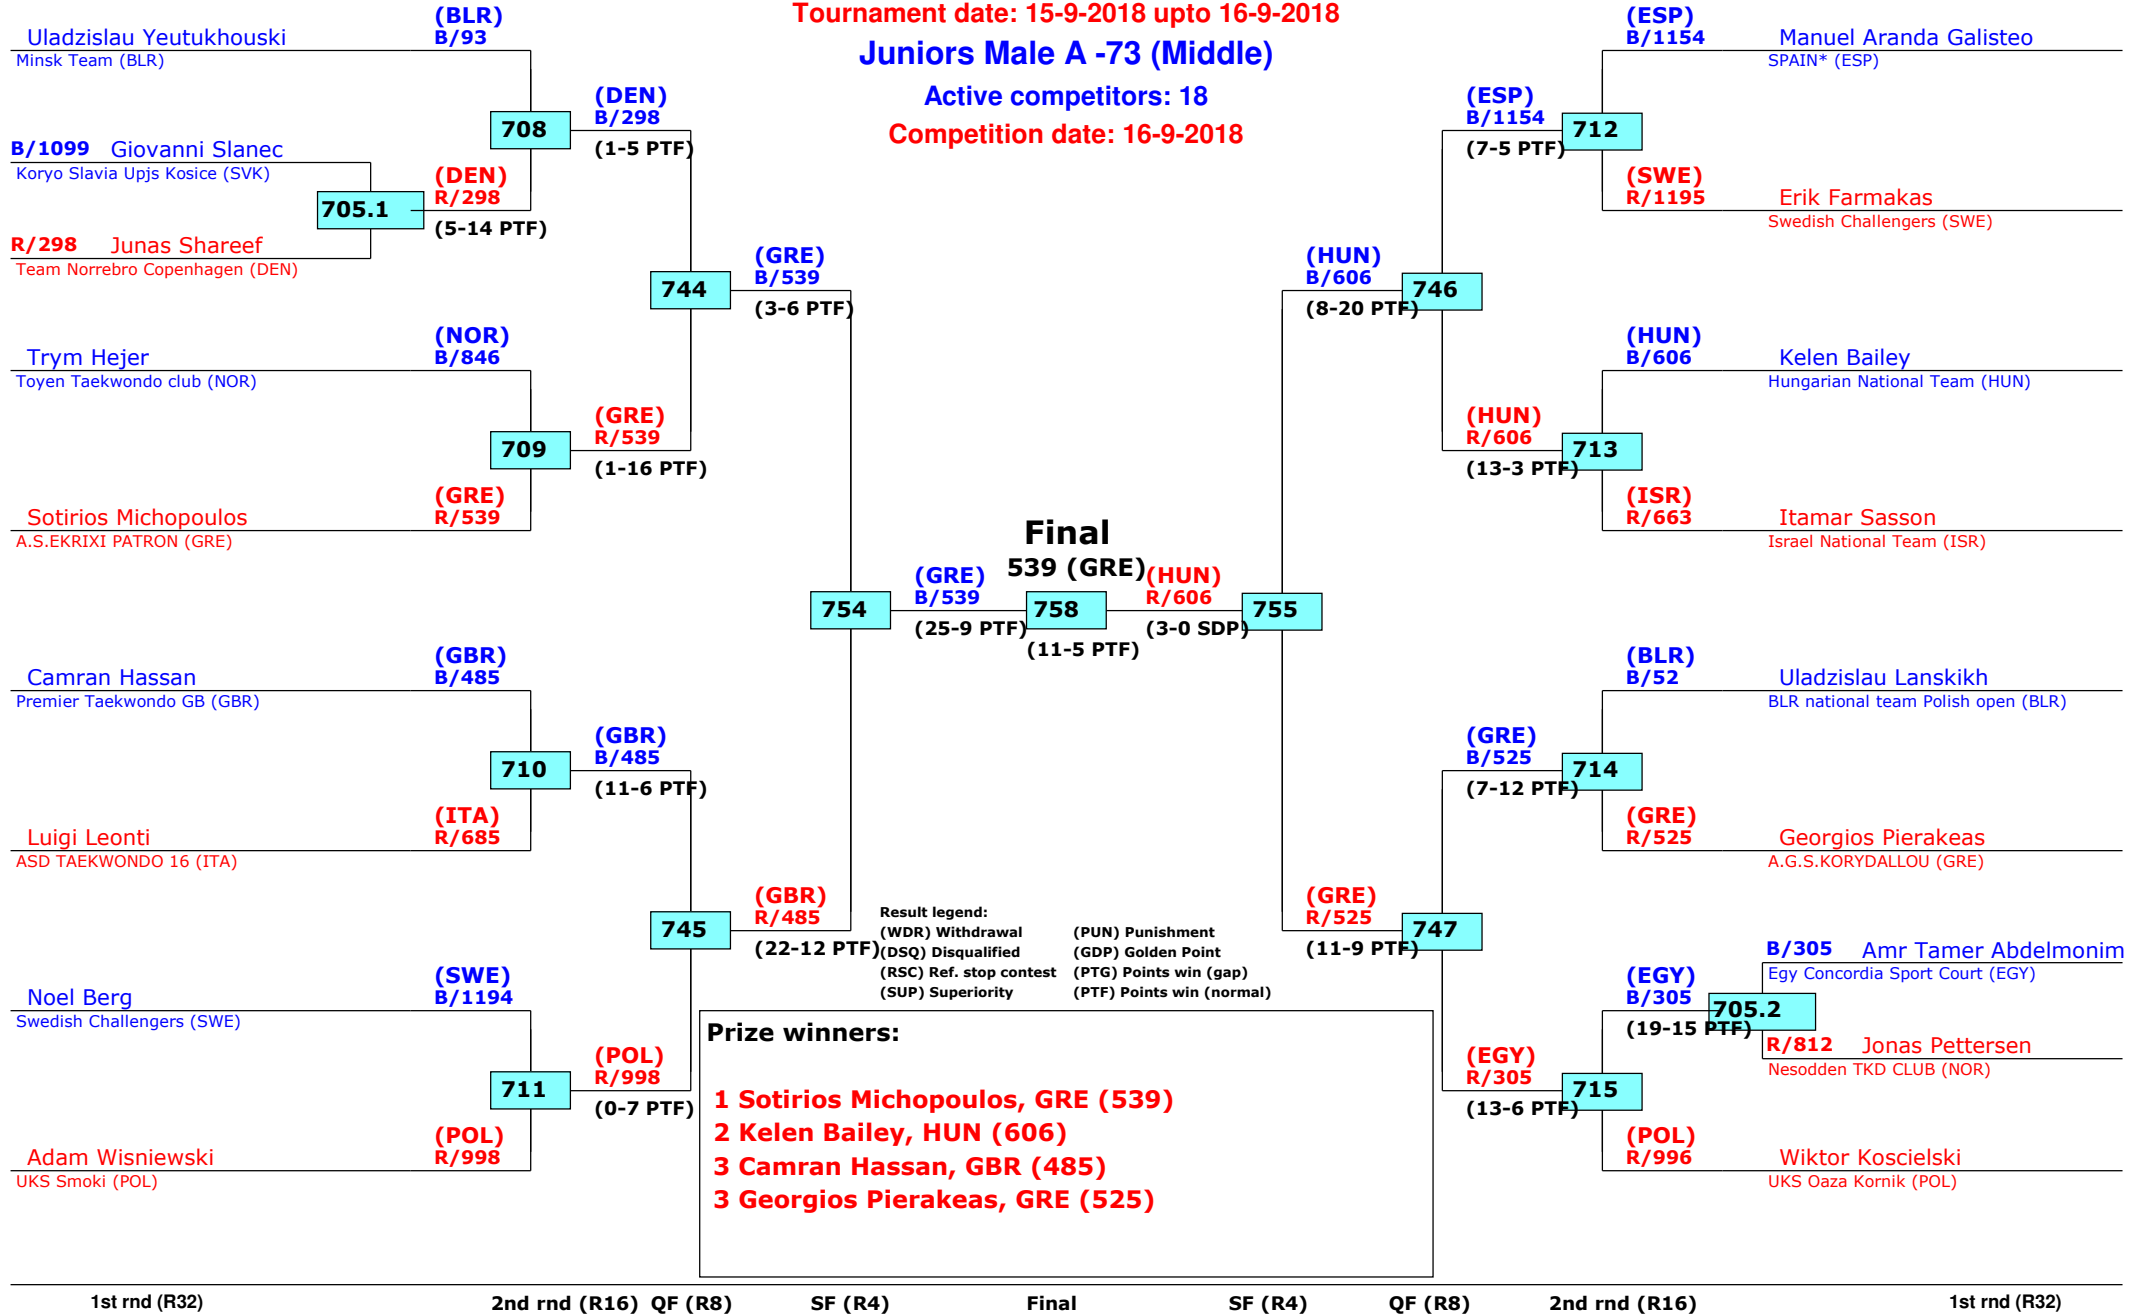 Tournament date: 15-9-2018 upto 16-9-2018
Juniors Male A -73 (Middle)
Active competitors: 18
Competition date: 16-9-2018
(BLR)
Uladzislau Yeutukhouski B/93
Minsk Team (BLR)
708
(DEN)
B/298
(1-5 PTF)
B/1099 Giovanni Slanec
Koryo Slavia Upjs Kosice (SVK)
705.1
(DEN)
R/298
(5-14 PTF)
R/298 Junas Shareef
Team Norrebro Copenhagen (DEN)
744
(GRE)
B/539
(3-6 PTF)
(NOR)
Trym Hejer B/846
Toyen Taekwondo club (NOR)
709
(GRE)
R/539
(1-16 PTF)
(GRE)
Sotirios Michopoulos R/539
A.S.EKRIXI PATRON (GRE)
754
(GRE)
B/539
(25-9 PTF)
(GBR)
Camran Hassan B/485
Premier Taekwondo GB (GBR)
710
(GBR)
B/485
(11-6 PTF)
(ITA)
Luigi Leonti R/685
ASD TAEKWONDO 16 (ITA)
745
(GBR)
R/485
(22-12 PTF)
(SWE)
Noel Berg B/1194
Swedish Challengers (SWE)
711
(POL)
R/998
(0-7 PTF)
(POL)
Adam Wisniewski R/998
UKS Smoki (POL)
Final
539 (GRE)
758
(11-5 PTF)
(HUN)
R/606
(3-0 SDP)
755
(ESP)
B/1154 Manuel Aranda Galisteo
SPAIN* (ESP)
(ESP)
B/1154
(7-5 PTF)
712
(SWE)
R/1195 Erik Farmakas
Swedish Challengers (SWE)
(HUN)
B/606
(8-20 PTF)
746
(HUN)
B/606 Kelen Bailey
Hungarian National Team (HUN)
(HUN)
R/606
(13-3 PTF)
713
(ISR)
R/663 Itamar Sasson
Israel National Team (ISR)
(BLR)
B/52 Uladzislau Lanskikh
BLR national team Polish open (BLR)
(GRE)
B/525
(7-12 PTF)
714
(GRE)
R/525 Georgios Pierakeas
A.G.S.KORYDALLOU (GRE)
(GRE)
R/525
(11-9 PTF)
747
B/305 Amr Tamer Abdelmonim
Egy Concordia Sport Court (EGY)
(EGY)
B/305
(19-15 PTF)
705.2
R/812 Jonas Pettersen
Nesodden TKD CLUB (NOR)
(EGY)
R/305
(13-6 PTF)
715
(POL)
R/996 Wiktor Koscielski
UKS Oaza Kornik (POL)
Result legend:
(WDR) Withdrawal (PUN) Punishment
(DSQ) Disqualified (GDP) Golden Point
(RSC) Ref. stop contest (PTG) Points win (gap)
(SUP) Superiority (PTF) Points win (normal)
Prize winners:
1 Sotirios Michopoulos, GRE (539)
2 Kelen Bailey, HUN (606)
3 Camran Hassan, GBR (485)
3 Georgios Pierakeas, GRE (525)
1st rnd (R32) 2nd rnd (R16) QF (R8) SF (R4) Final SF (R4) QF (R8) 2nd rnd (R16) 1st rnd (R32)